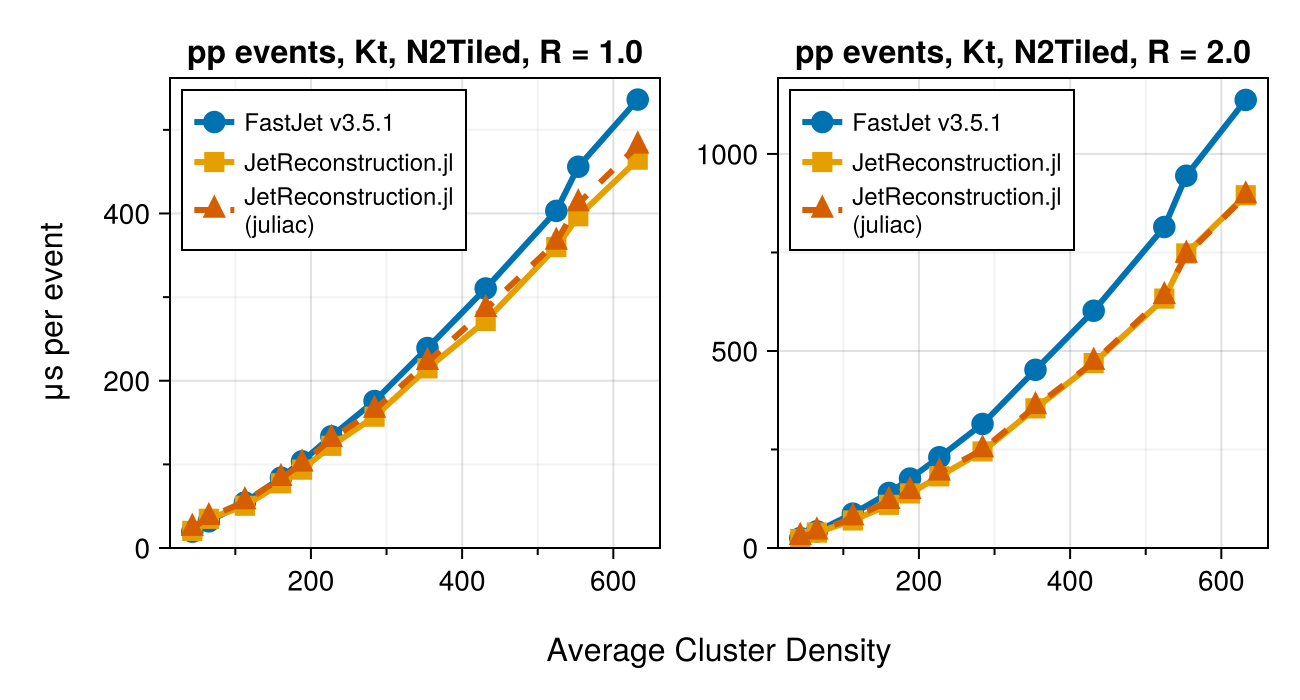 pp events, Kt, N2Tiled, R = 1.0
FastJet v3.5.1
JetReconstruction.jl
JetReconstruction.jl
(juliac)
400
200
0
200
400
600
µs per event
pp events, Kt, N2Tiled, R = 2.0
FastJet v3.5.1
JetReconstruction.jl
JetReconstruction.jl
(juliac)
1000
500
0
200
400
600
Average Cluster Density